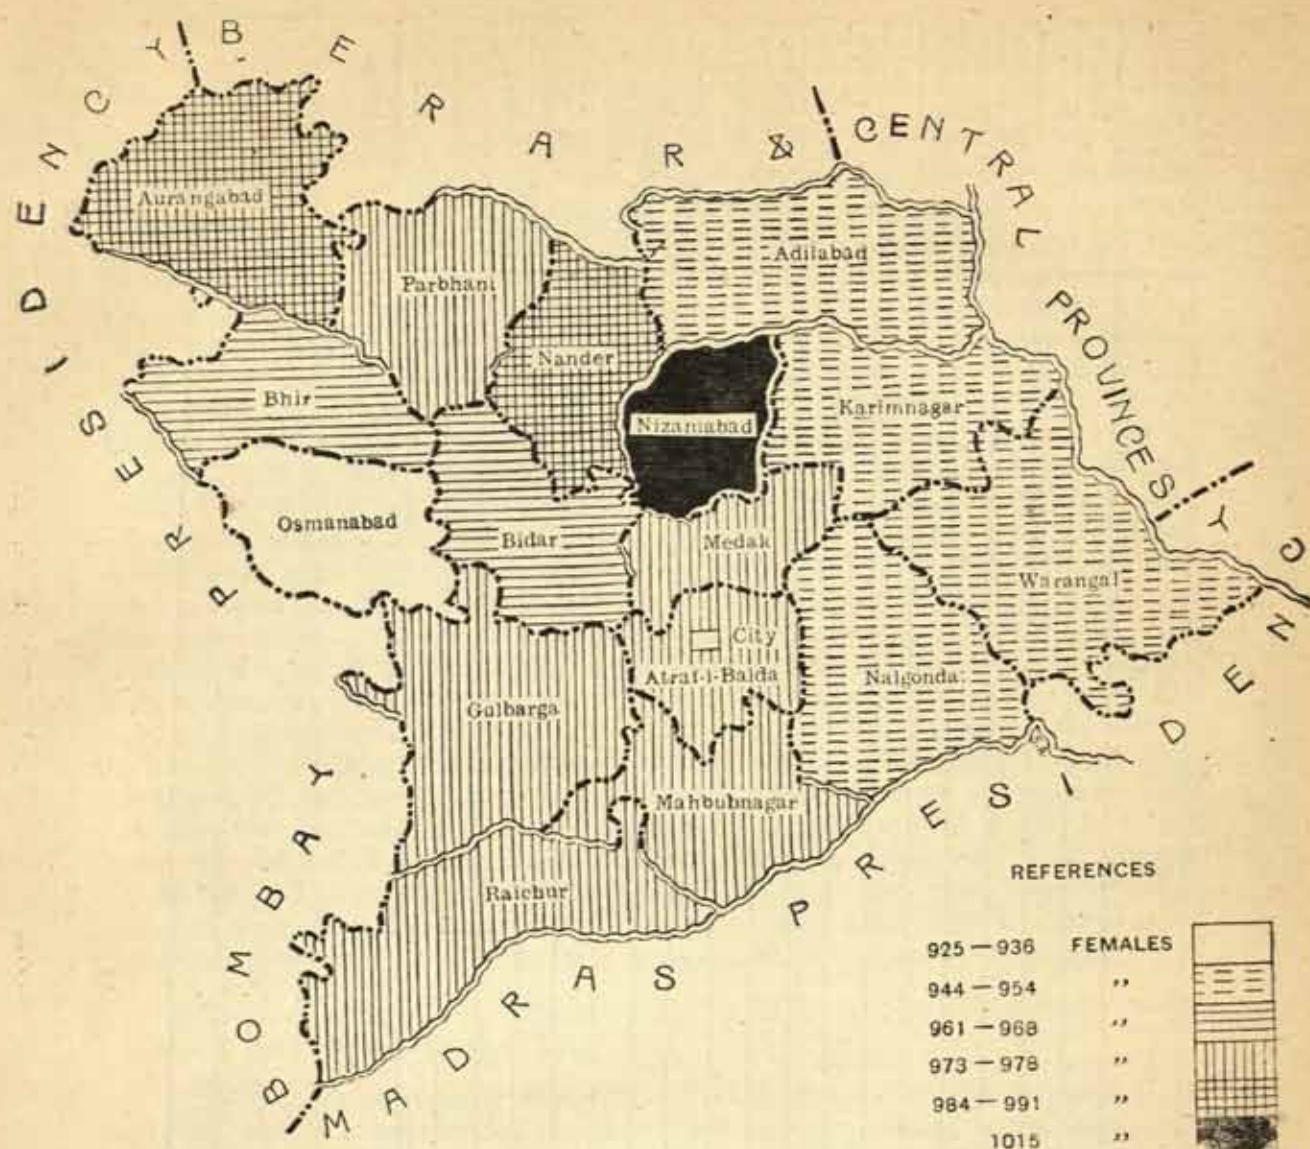 BERAR & CENTRAL PROVINCES
Aurangabad
Adilabad
Parbhani
Nander
Bhir
Karimnagar
Nizamabad
Osmanabad
Bidar
Medak
Warangal
City
Atraf-i-Balda
Nalgonda
Gulbarga
Mahbubnagar
Raichur
BOMBAY PRESIDENCY
MADRAS PRESIDENCY
REFERENCES
925 — 936 FEMALES
944 — 954 ,,
961 — 968 ,,
973 — 978 ,,
984 — 991 ,,
1015 ,,